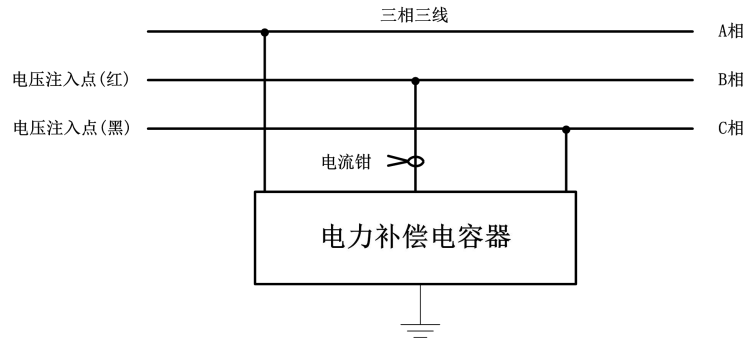 三相三线
A相
电压注入点(红)
B相
电压注入点(黑)
C相
电流钳
电力补偿电容器